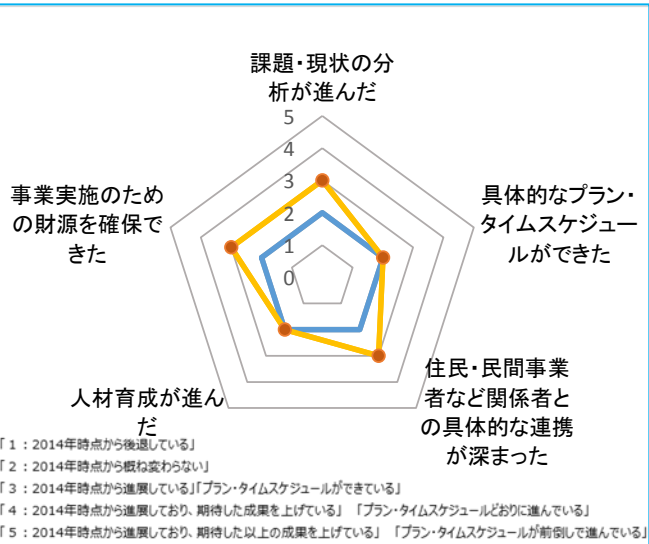 課題・現状の分
析が進んだ
5
4
3
2
1
0
事業実施のため
の財源を確保で
きた
具体的なプラン・
タイムスケジュー
ルができた
人材育成が進ん
だ
住民・民間事業
者など関係者と
の具体的な連携
が深まった
「1：2014年時点から後退している」
「2：2014年時点から概ね変わらない」
「3：2014年時点から進展している」「プラン・タイムスケジュールができている」
「4：2014年時点から進展しており、期待した成果を上げている」 「プラン・タイムスケジュールどおりに進んでいる」
「5：2014年時点から進展しており、期待した以上の成果を上げている」 「プラン・タイムスケジュールが前倒しで進んでいる」